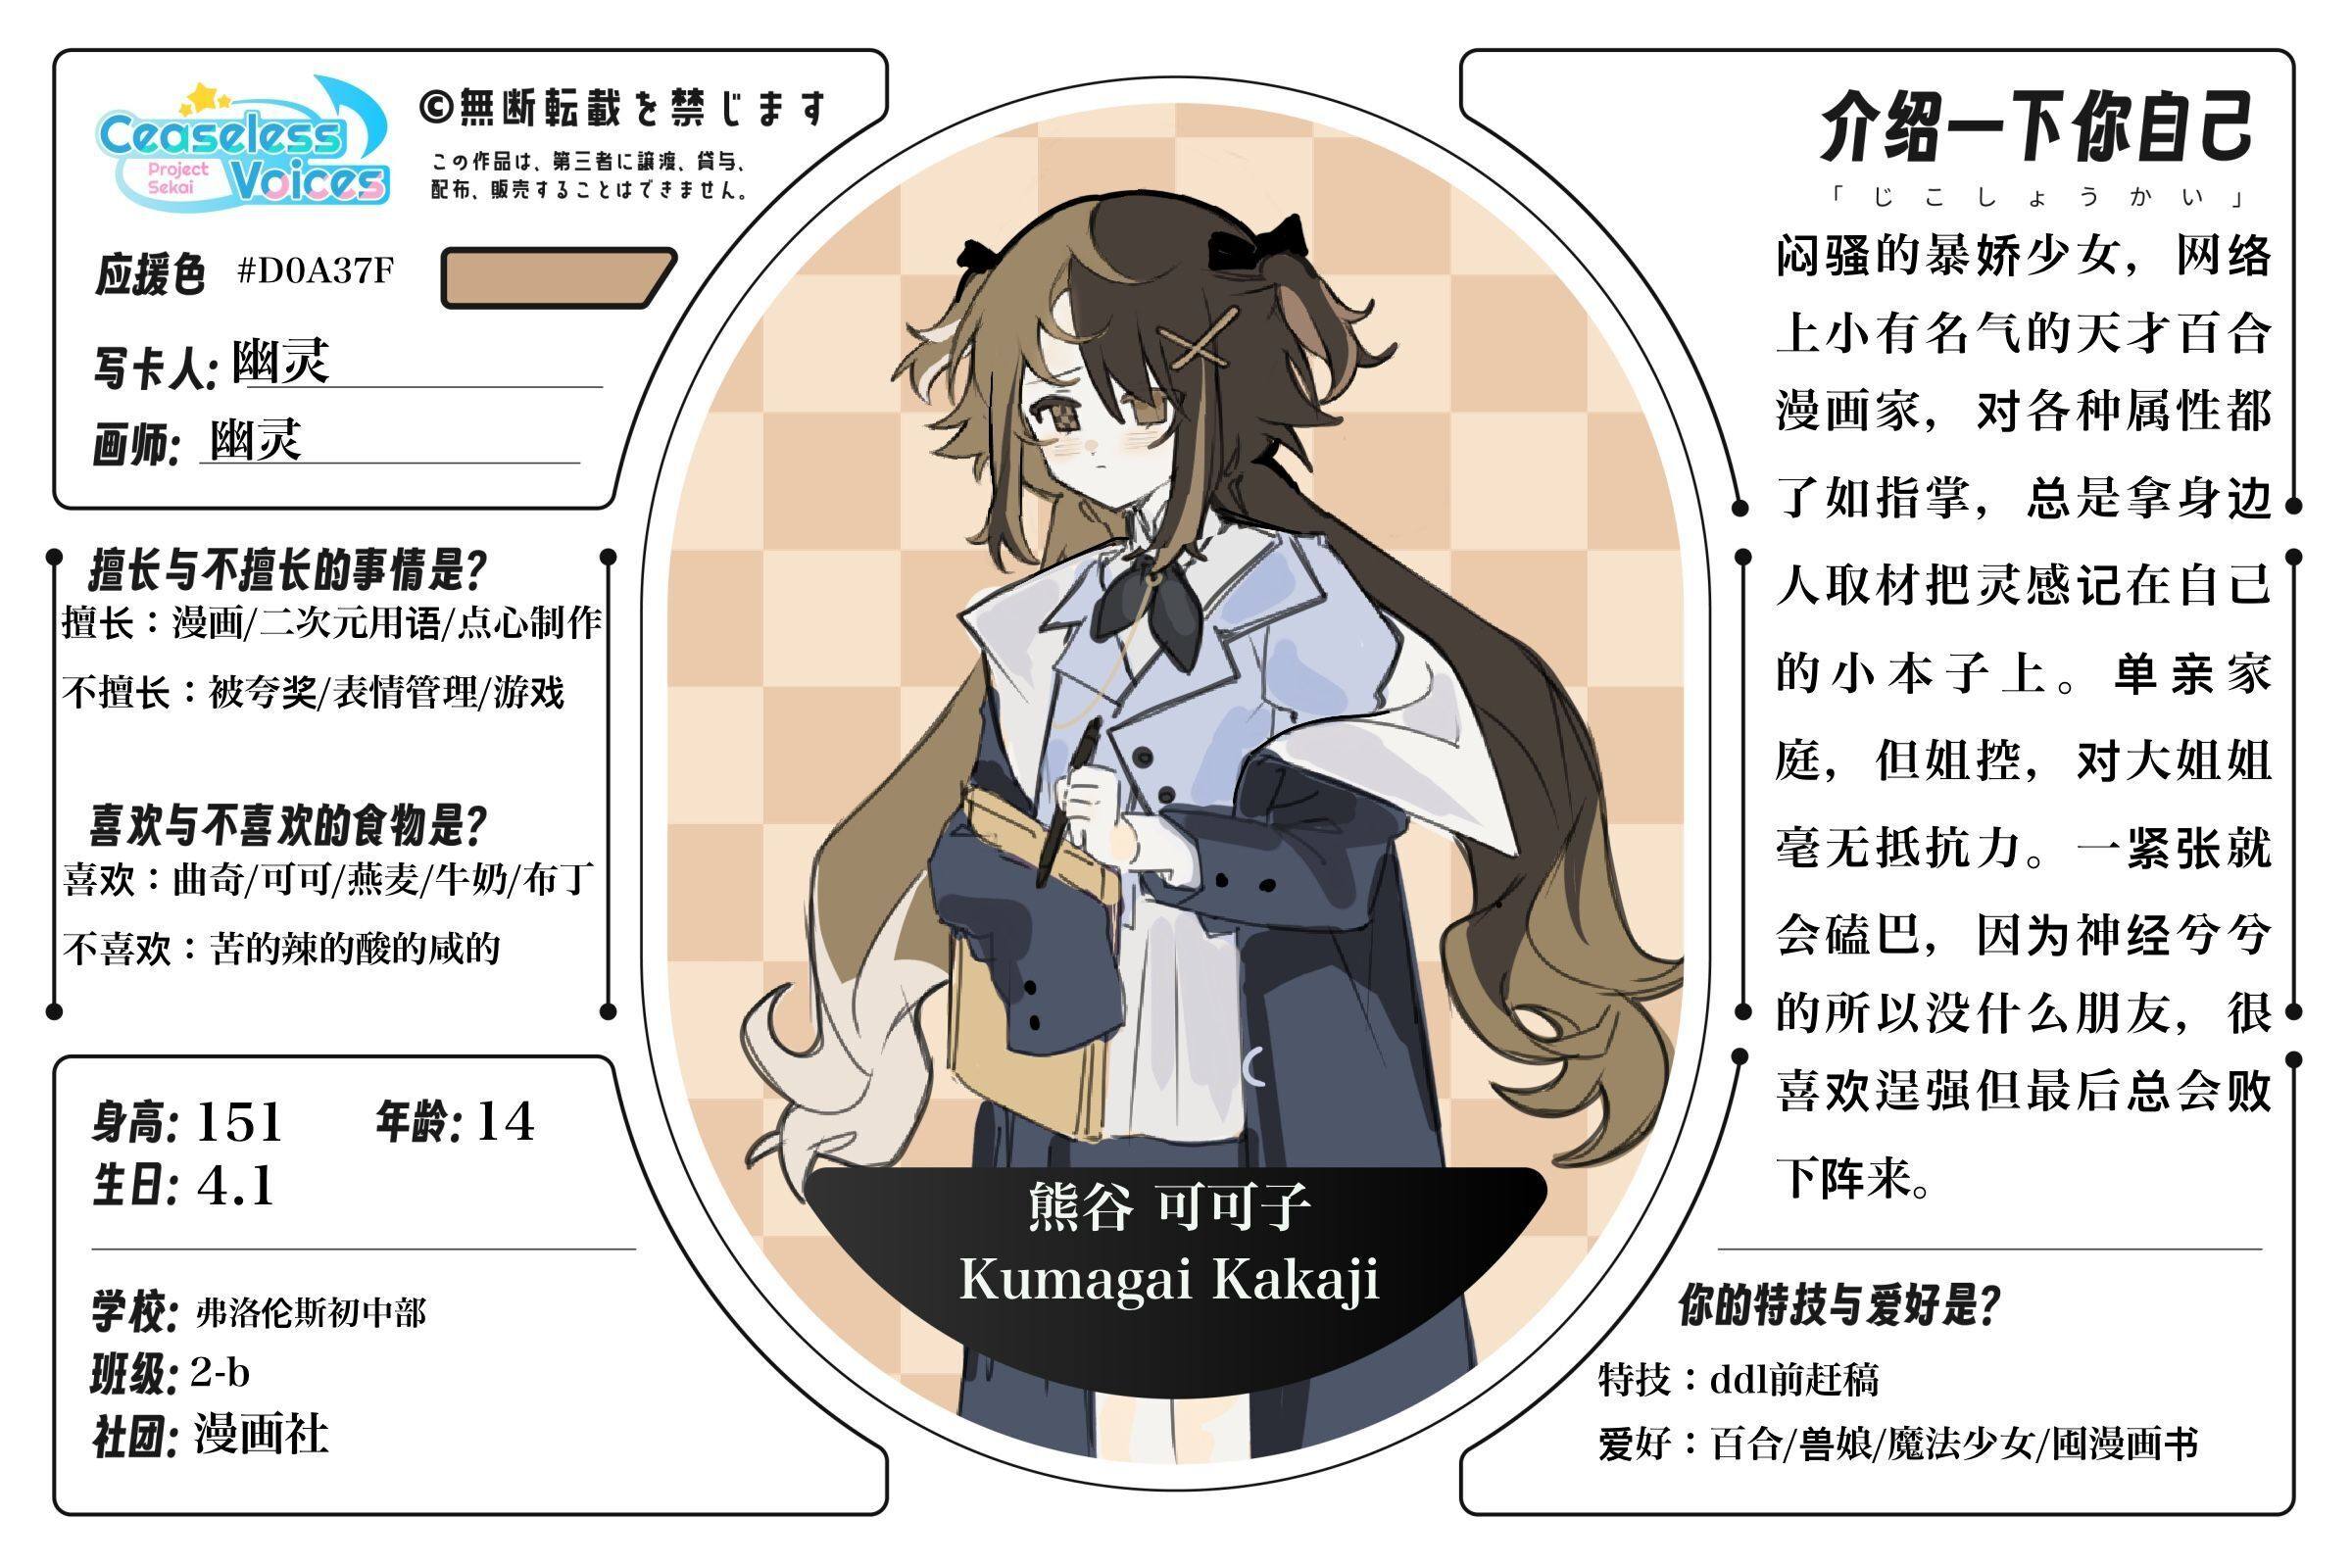 Ceaseless
Project
Sekai
Voices
©無断転載を禁じます
この作品は、第三者に譲渡、貸与、
配布、販売することはできません。
应援色 #D0A37F
写卡人: 幽灵
画师: 幽灵
擅长与不擅长的事情是?
擅长：漫画/二次元用语/点心制作
不擅长：被夸奖/表情管理/游戏
喜欢与不喜欢的食物是?
喜欢：曲奇/可可/燕麦/牛奶/布丁
不喜欢：苦的辣的酸的咸的
身高: 151 年龄: 14
生日: 4.1
学校: 弗洛伦斯初中部
班级: 2-b
社团: 漫画社
熊谷 可可子
Kumagai Kakaji
介绍一下你自己
「じこしょうかい」
闷骚的暴娇少女，网络
上小有名气的天才百合
漫画家，对各种属性都
了如指掌，总是拿身边
人取材把灵感记在自己
的小本子上。单亲家
庭，但姐控，对大姐姐
毫无抵抗力。一紧张就
会磕巴，因为神经兮兮
的所以没什么朋友，很
喜欢逞强但最后总会败
下阵来。
你的特技与爱好是?
特技：ddl前赶稿
爱好：百合/兽娘/魔法少女/囤漫画书